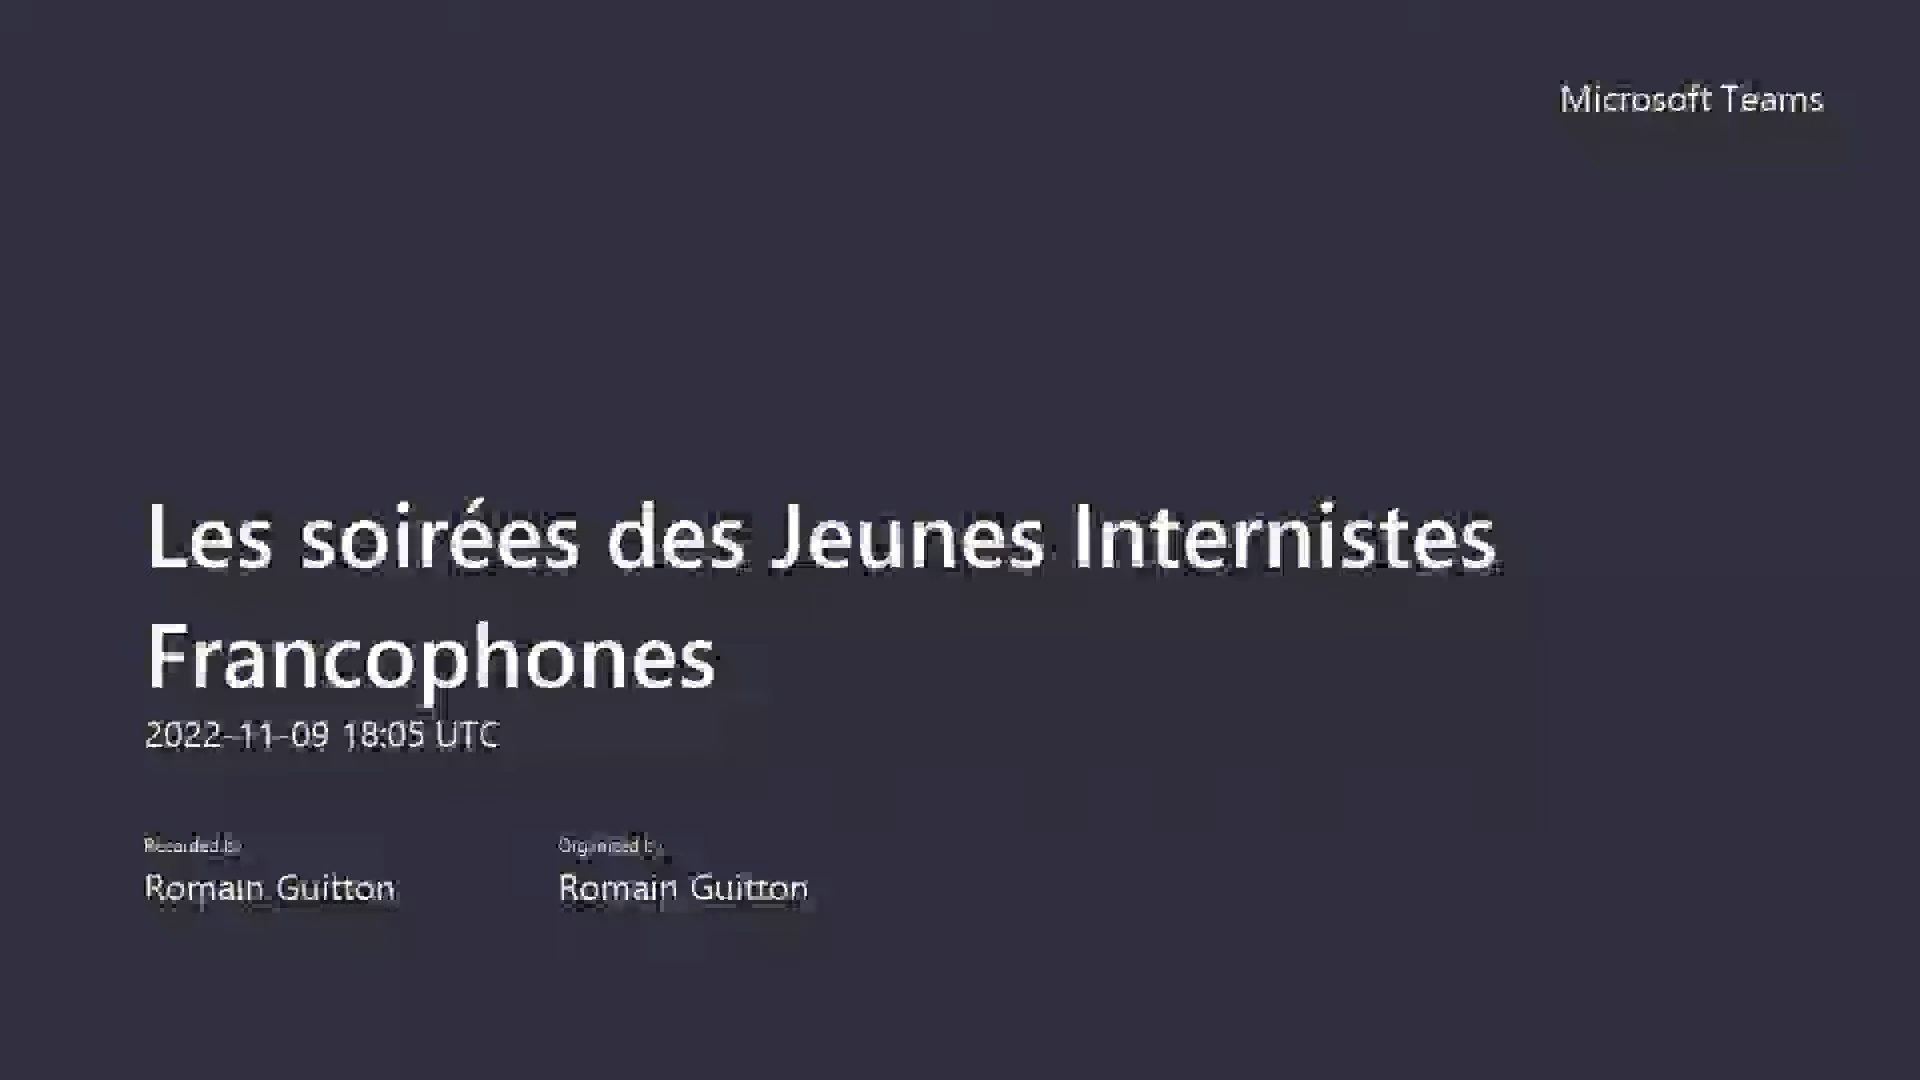 Microsoft Teams
Les soirées des Jeunes Internistes
Francophones
2022-11-09 18:05 UTC
Recorded by
Organized by
Romain Guitton
Romain Guitton